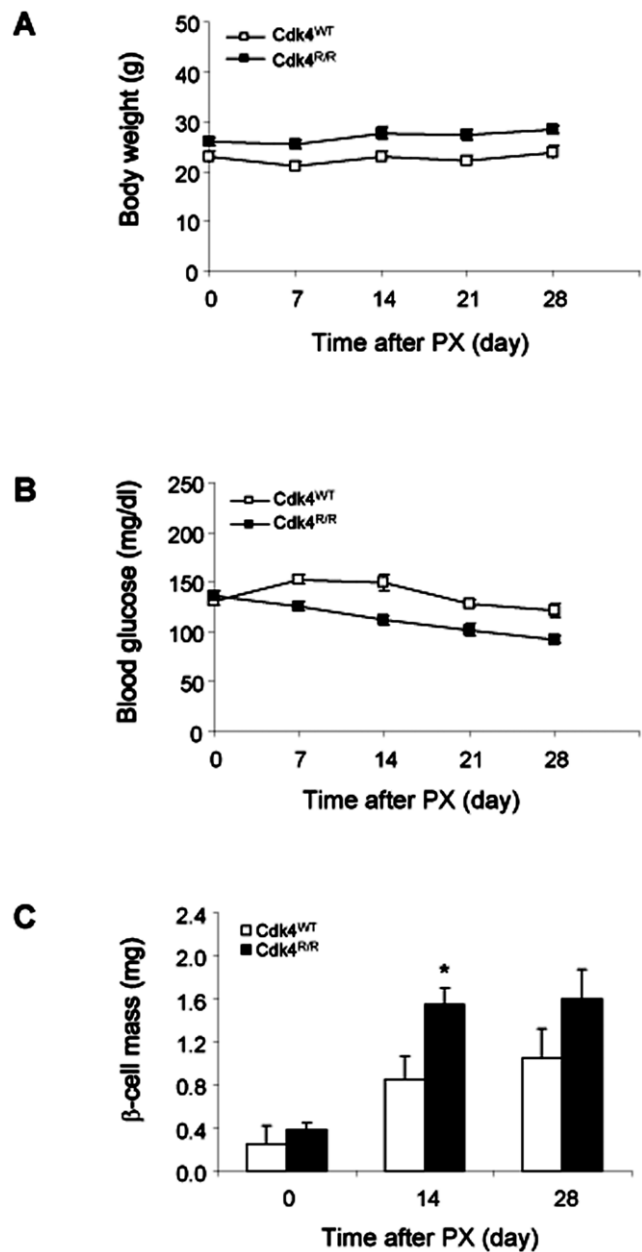 A
Body weight (g)
50
40
30
20
10
0
Cdk4WT
Cdk4R/R
0 7 14 21 28
Time after PX (day)
B
Blood glucose (mg/dl)
250
200
150
100
50
0
Cdk4WT
Cdk4R/R
0 7 14 21 28
Time after PX (day)
C
β-cell mass (mg)
2.4
2.0
1.6
1.2
0.8
0.4
0.0
Cdk4WT
Cdk4R/R
*
0 14 28
Time after PX (day)